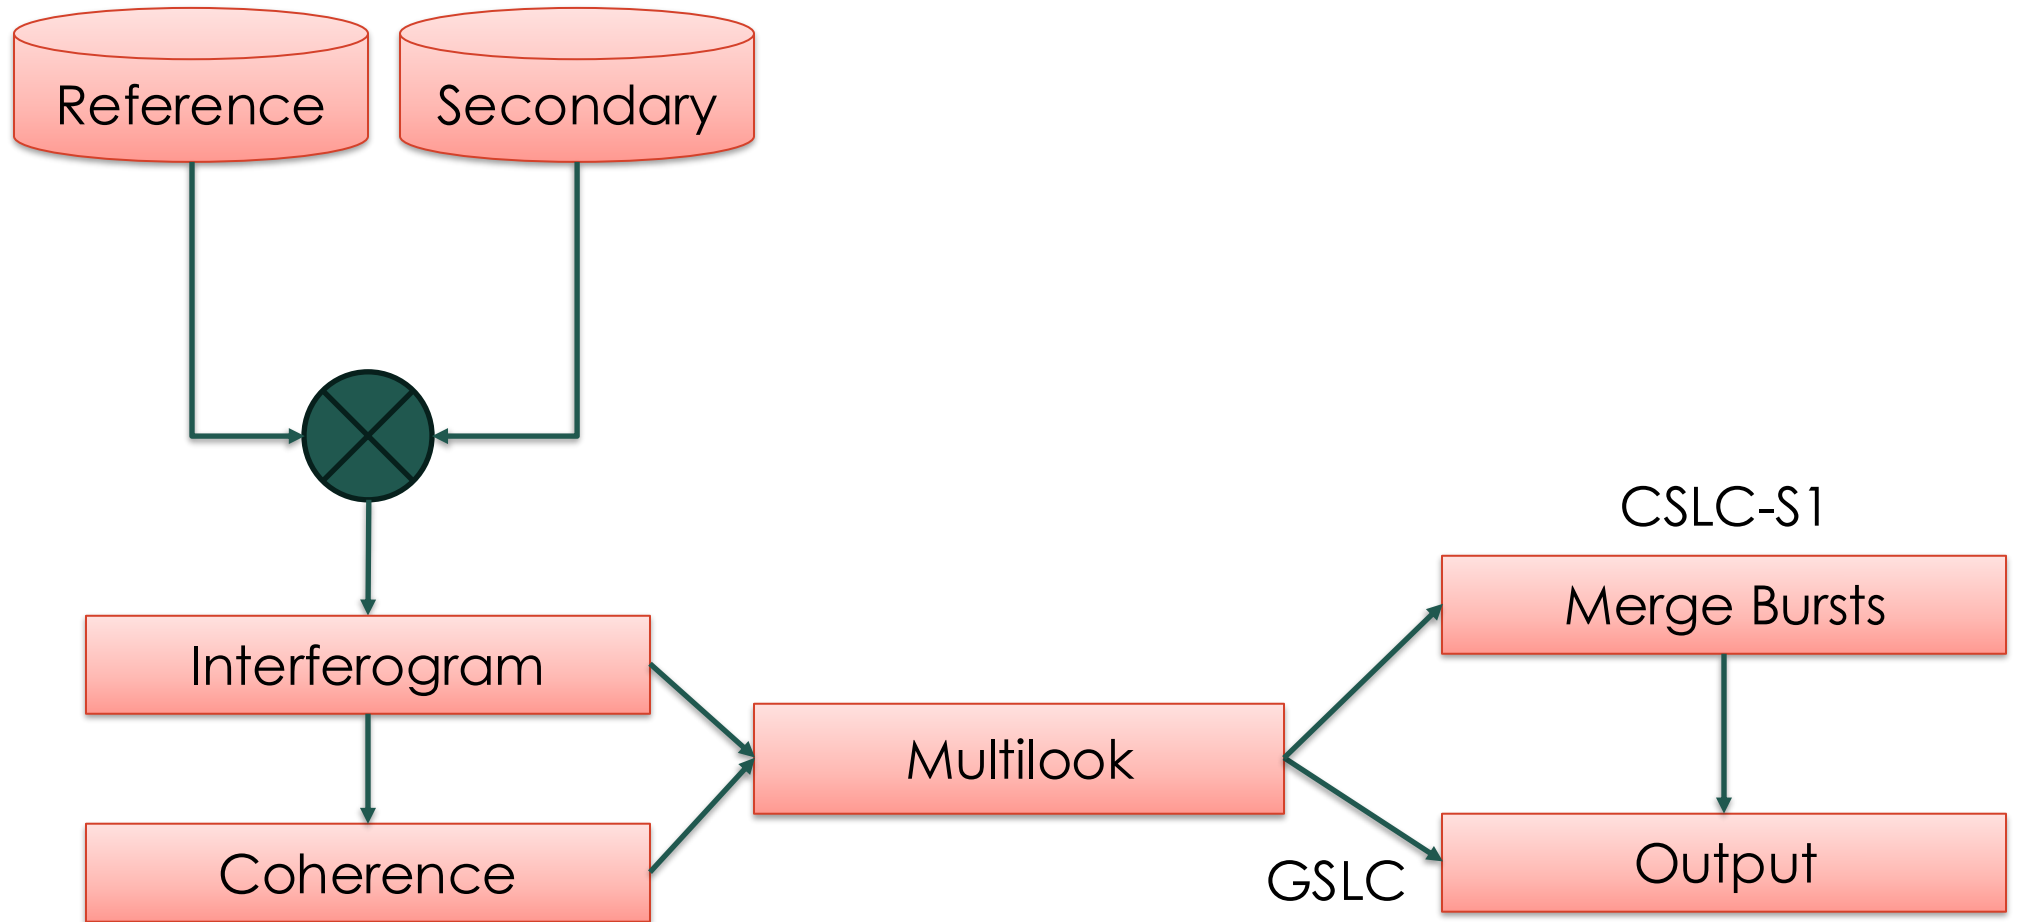 Reference
Secondary
CSLC-S1
Merge Bursts
Interferogram
Multilook
Coherence
GSLC
Output